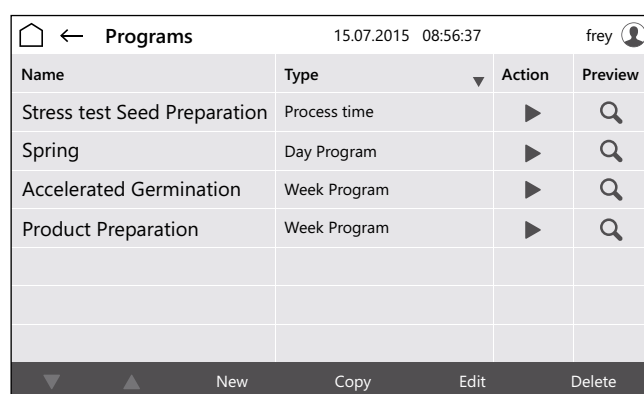 Programs 15.07.2015 08:56:37 frey
Name Type Action Preview
Stress test Seed Preparation Process time
Spring Day Program
Accelerated Germination Week Program
Product Preparation Week Program
New Copy Edit Delete